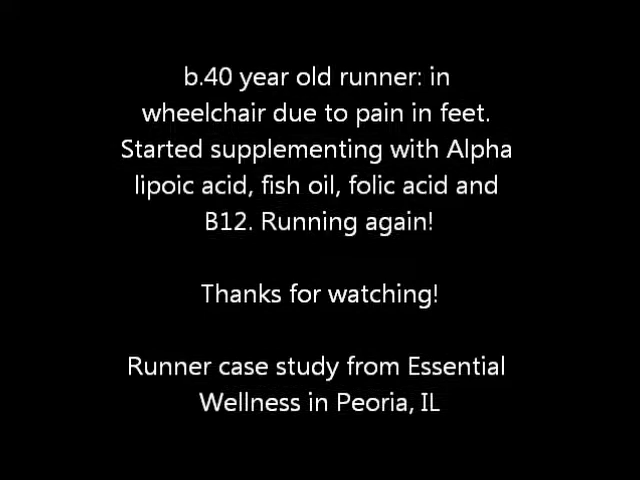 b.40 year old runner: in
wheelchair due to pain in feet.
Started supplementing with Alpha
lipoic acid, fish oil, folic acid and
B12. Running again!
Thanks for watching!
Runner case study from Essential
Wellness in Peoria, IL